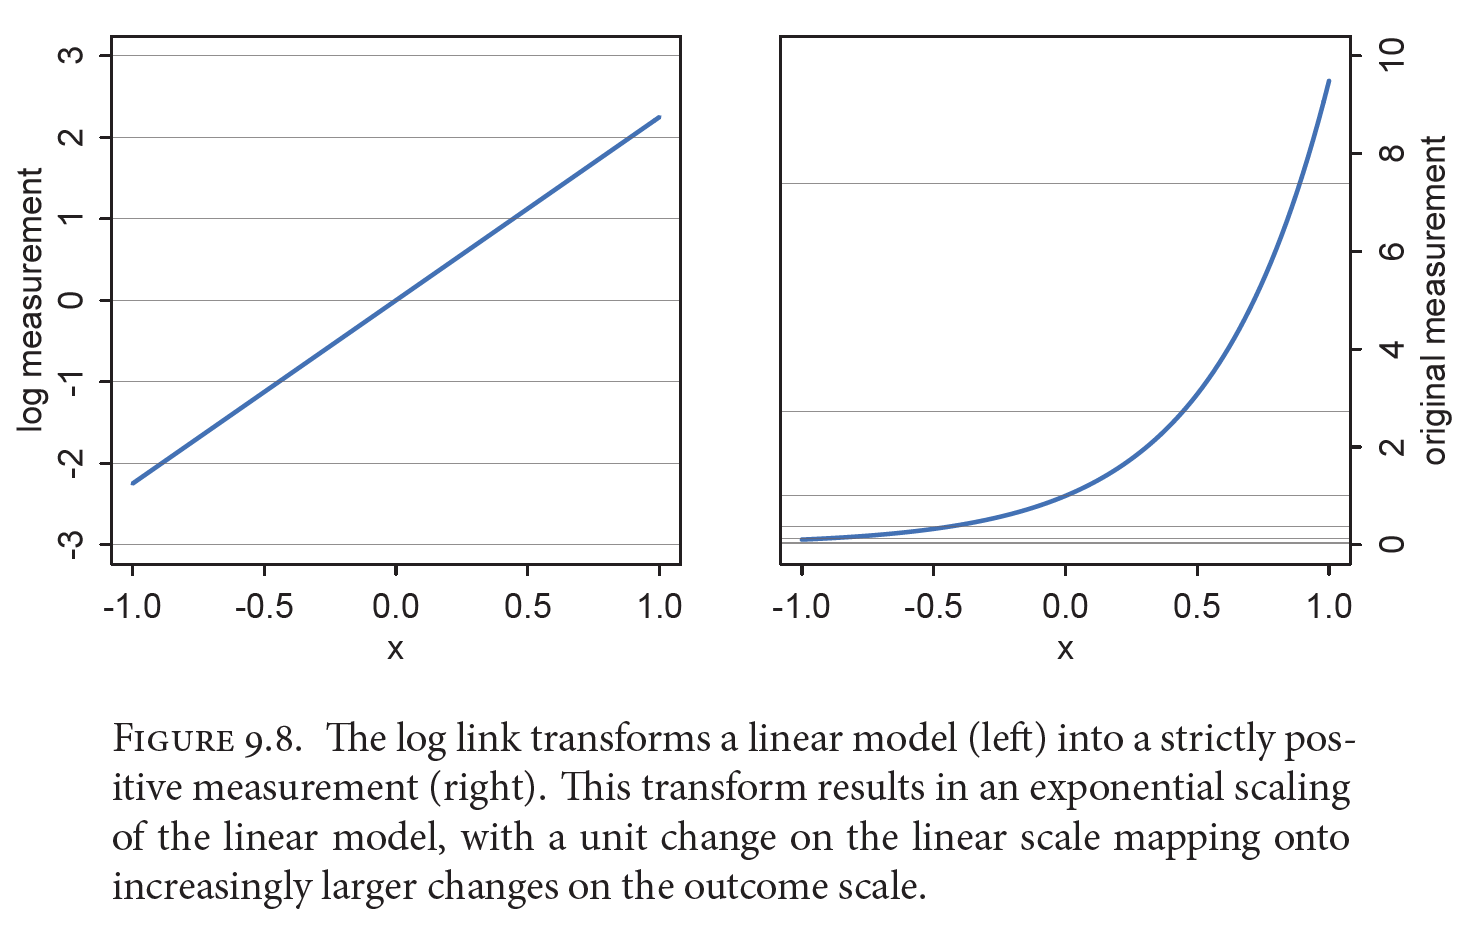 3
2
1
0
-1
-2
-3
log measurement
-1.0 -0.5 0.0 0.5 1.0
x
10
8
6
4
2
0
original measurement
-1.0 -0.5 0.0 0.5 1.0
x
FIGURE 9.8. The log link transforms a linear model (left) into a strictly pos-
itive measurement (right). This transform results in an exponential scaling
of the linear model, with a unit change on the linear scale mapping onto
increasingly larger changes on the outcome scale.